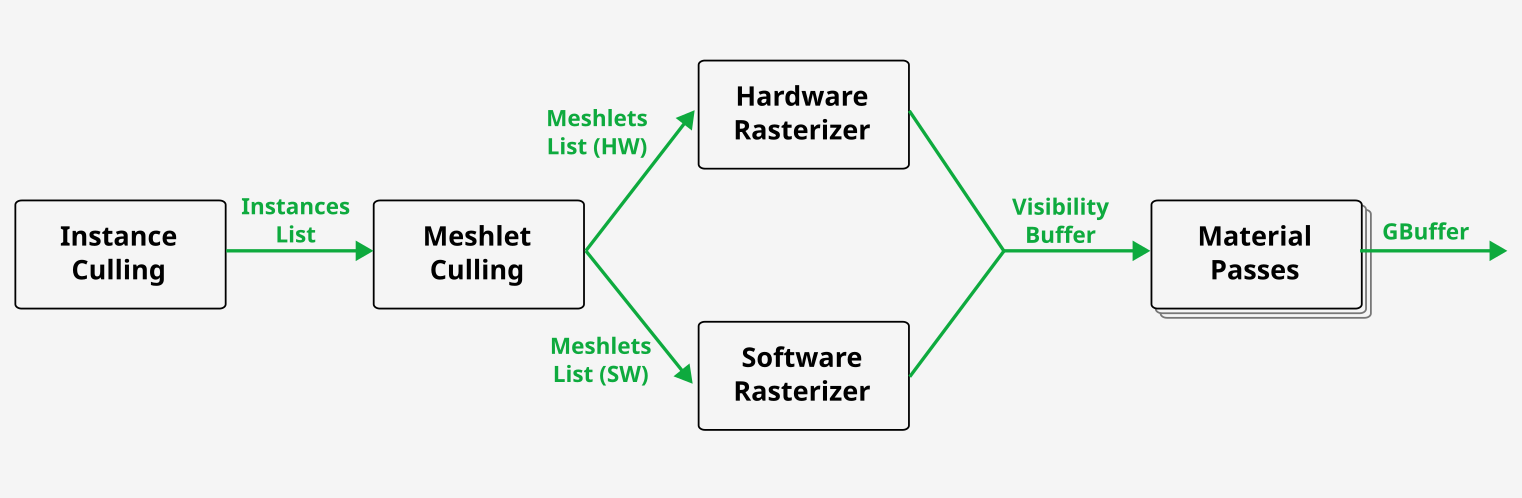 Instance
Culling
Instances
List
Meshlet
Culling
Meshlets
List (HW)
Meshlets
List (SW)
Hardware
Rasterizer
Software
Rasterizer
Visibility
Buffer
Material
Passes
GBuffer